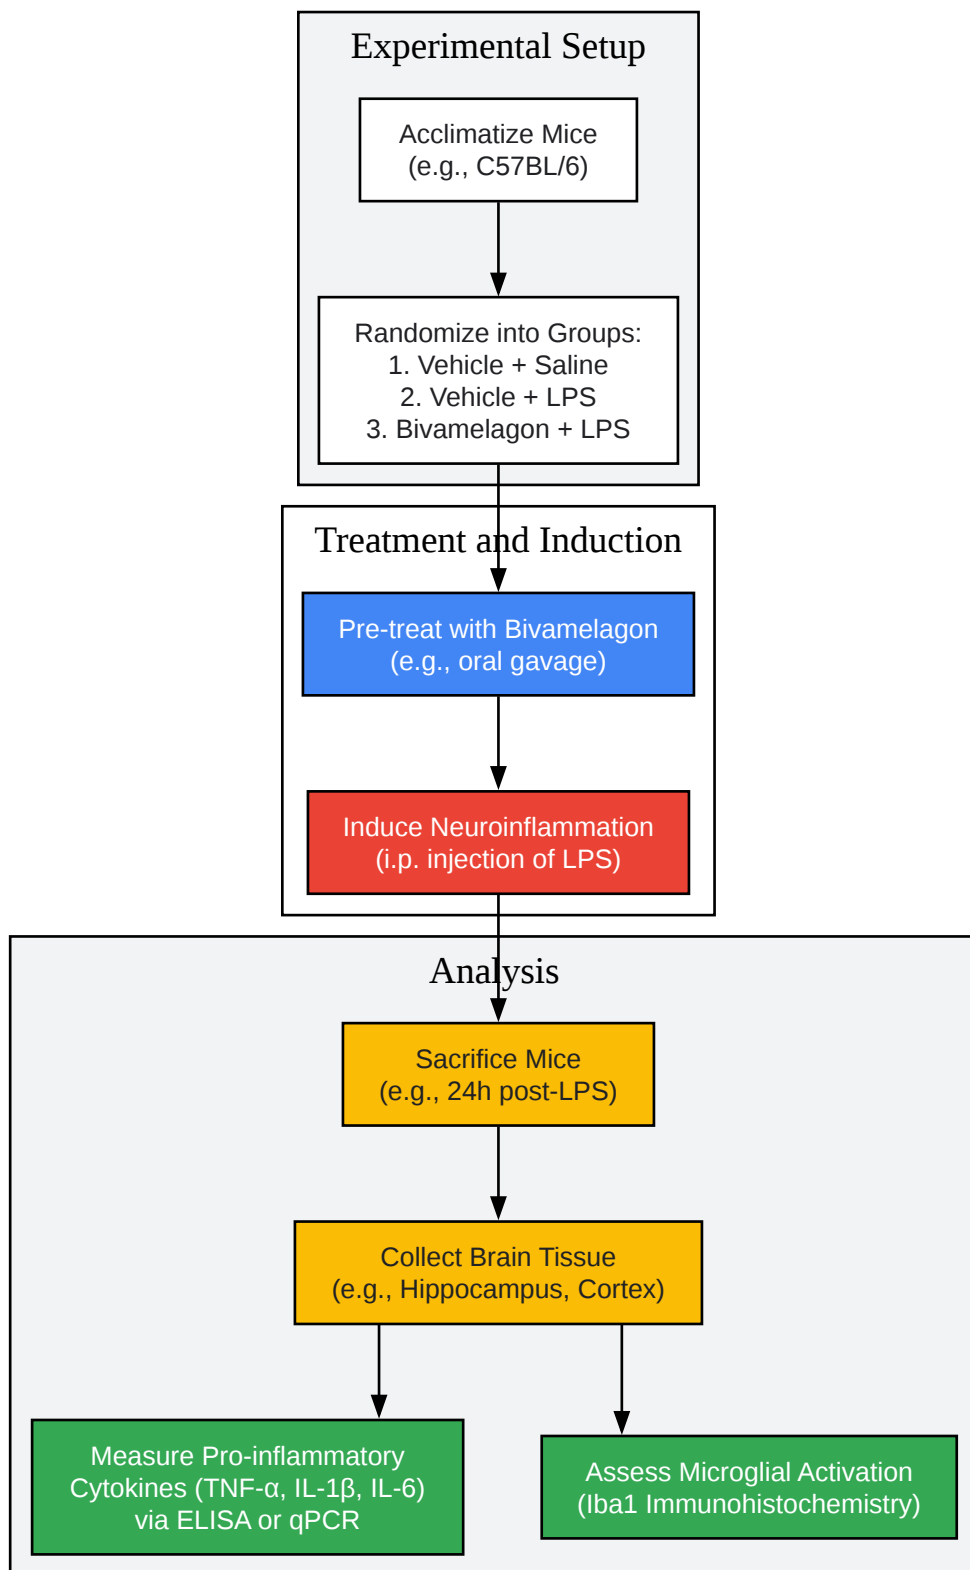 Experimental Setup
Acclimatize Mice
(e.g., C57BL/6)
Randomize into Groups:
1. Vehicle + Saline
2. Vehicle + LPS
3. Bivamelagon + LPS
Treatment and Induction
Pre-treat with Bivamelagon
(e.g., oral gavage)
Induce Neuroinflammation
(i.p. injection of LPS)
Analysis
Sacrifice Mice
(e.g., 24h post-LPS)
Collect Brain Tissue
(e.g., Hippocampus, Cortex)
Measure Pro-inflammatory
Cytokines (TNF-α, IL-1β, IL-6)
via ELISA or qPCR
Assess Microglial Activation
(Iba1 Immunohistochemistry)